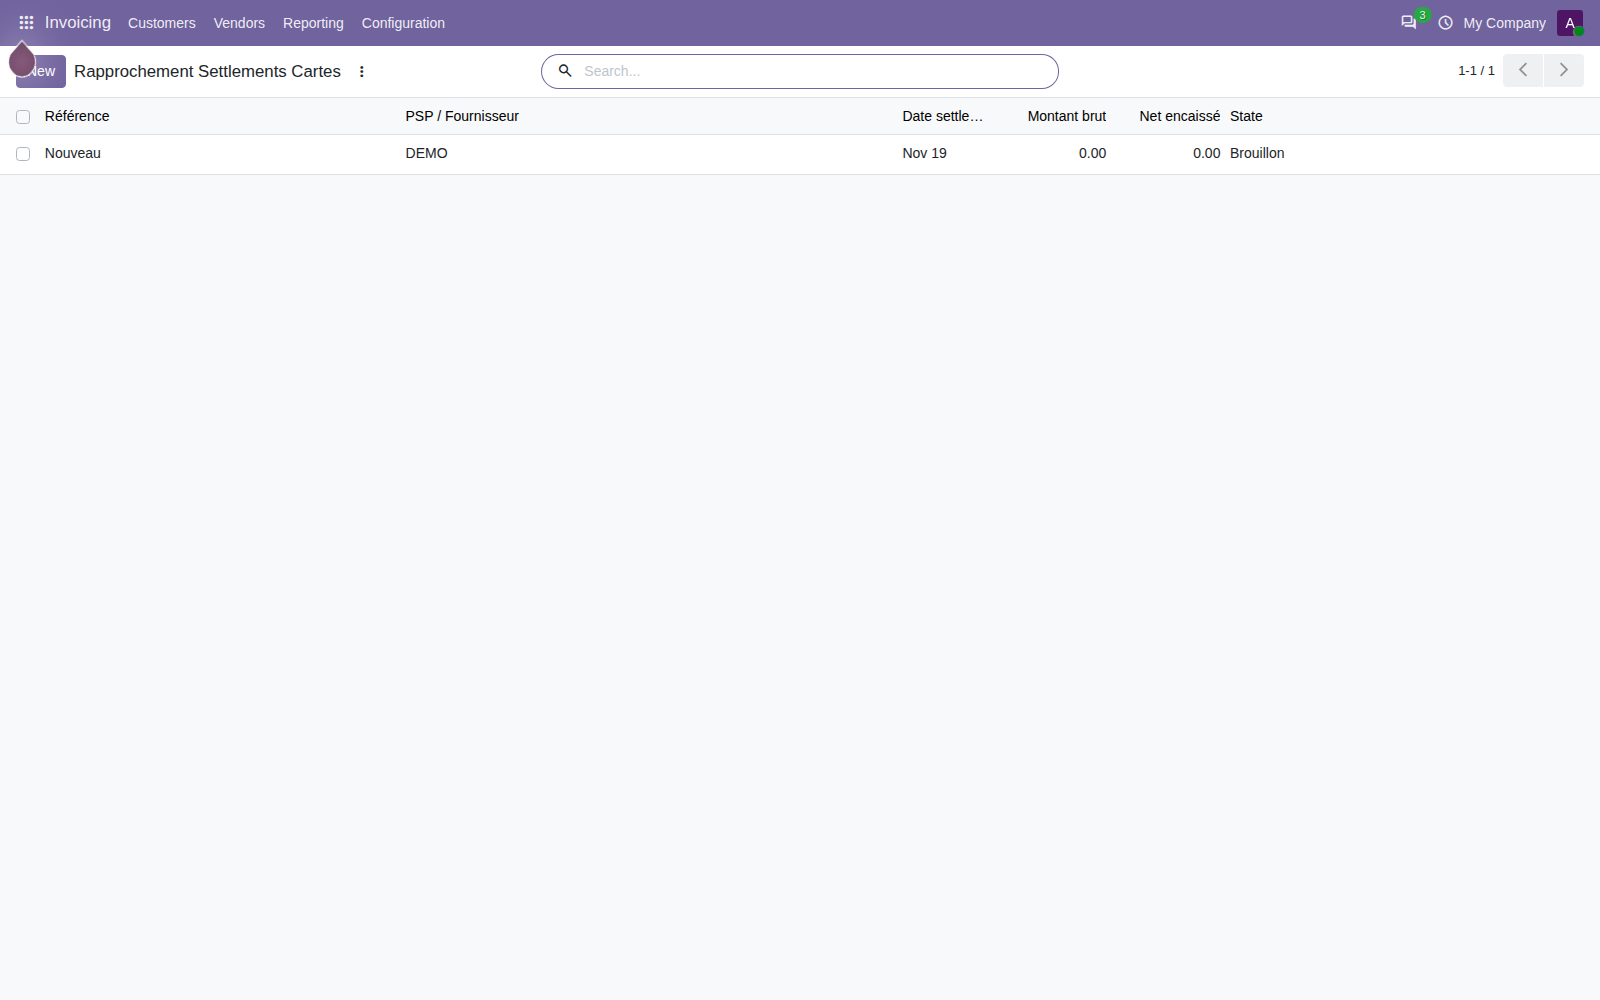 Invoicing Customers Vendors Reporting Configuration 3 My Company A
Rapprochement Settlements Cartes Search... 1-1 / 1
Référence PSP / Fournisseur Date settle… Montant brut Net encaissé State
Nouveau DEMO Nov 19 0.00 0.00 Brouillon